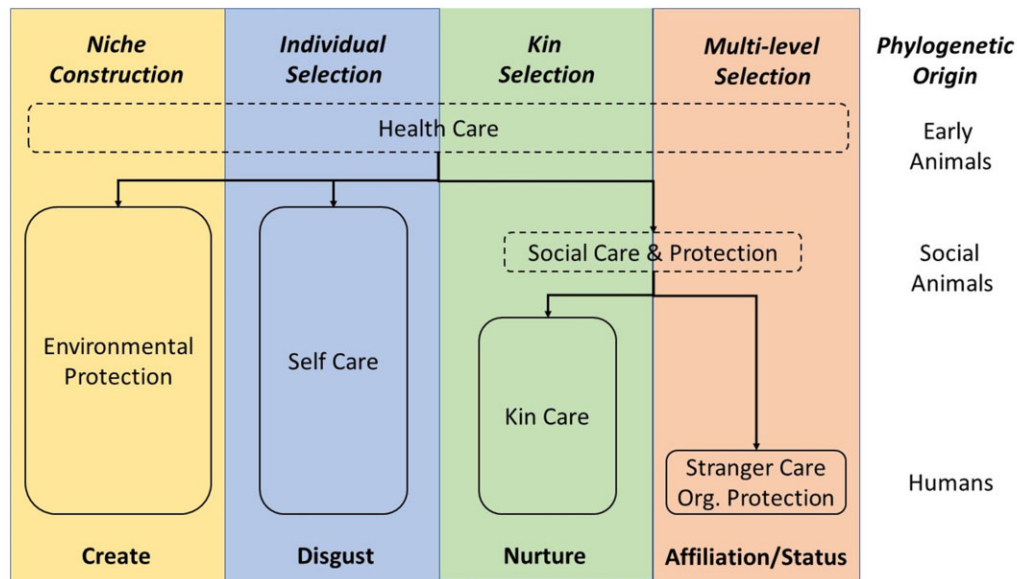 Niche
Construction
Individual
Selection
Kin
Selection
Multi-level
Selection
Phylogenetic
Origin
Health Care
Early
Animals
Social Care & Protection
Social
Animals
Environmental
Protection
Self Care
Kin Care
Stranger Care
Org. Protection
Humans
Create
Disgust
Nurture
Affiliation/Status